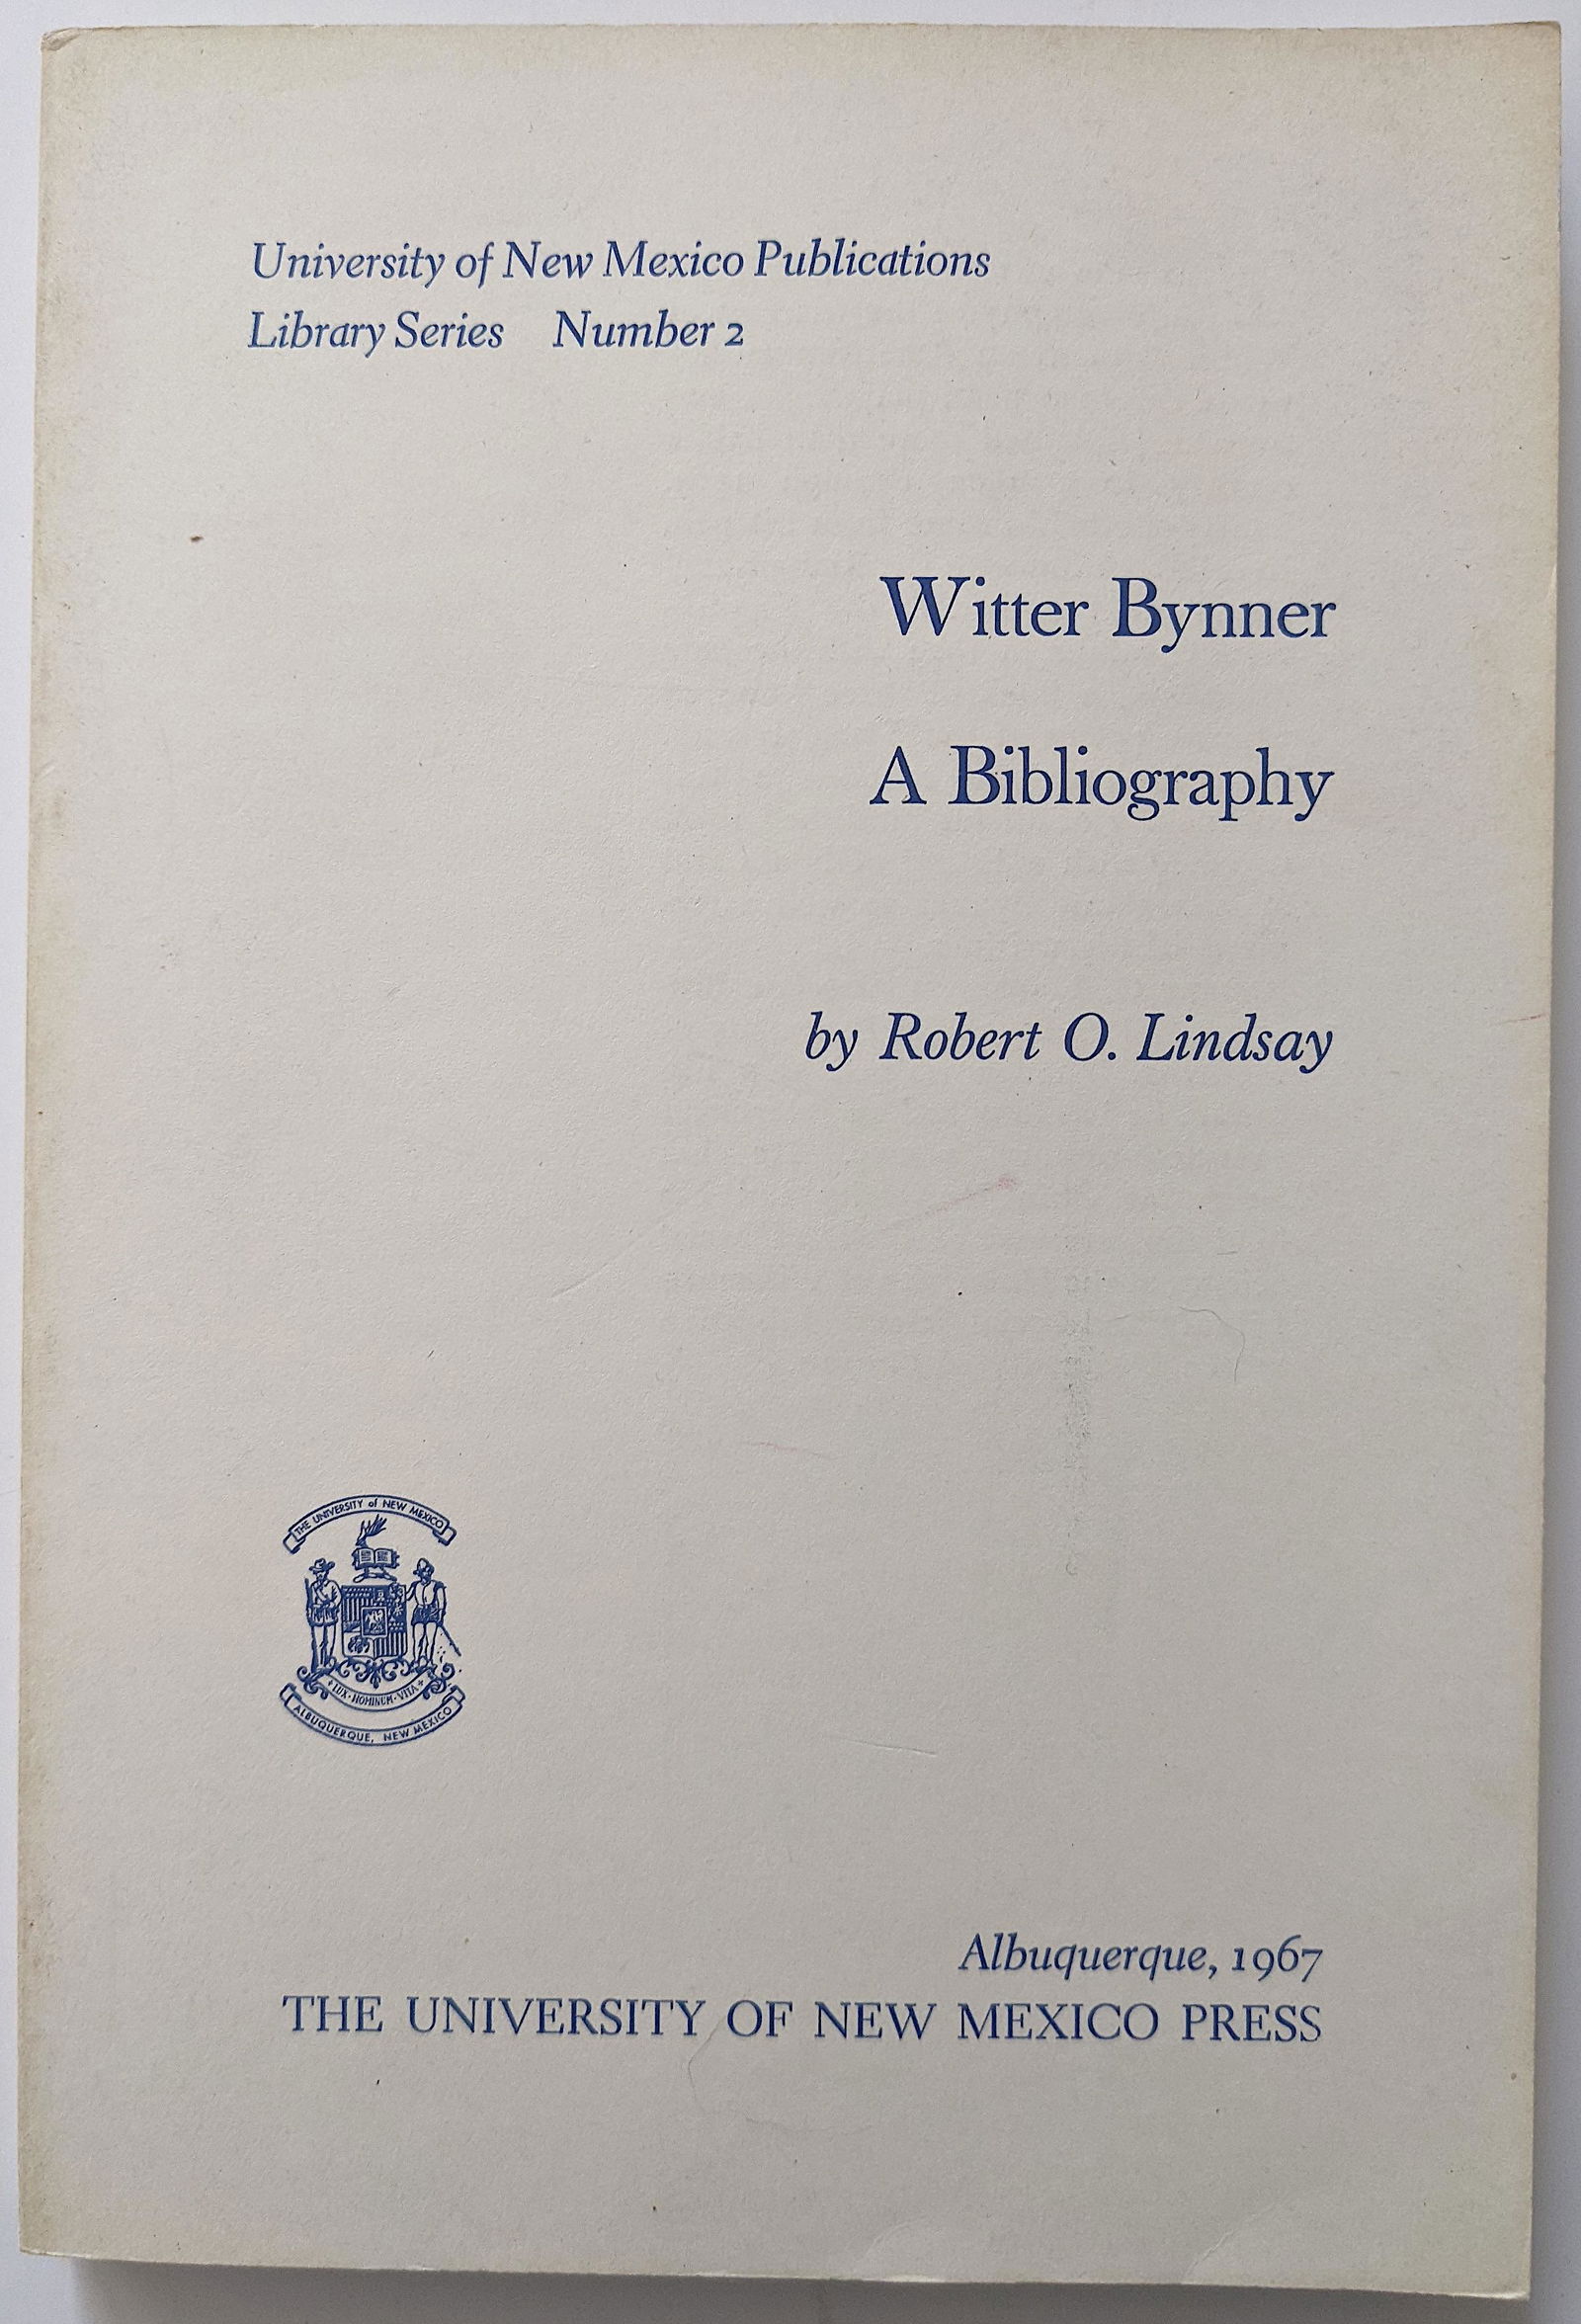 University of New Mexico Publications
Library Series Number 2
Witter Bynner
A Bibliography
by Robert O. Lindsay
THE UNIVERSITY of NEW MEXICO
LUX · HOMINUM · VITA
ALBUQUERQUE, NEW MEXICO
Albuquerque, 1967
THE UNIVERSITY OF NEW MEXICO PRESS